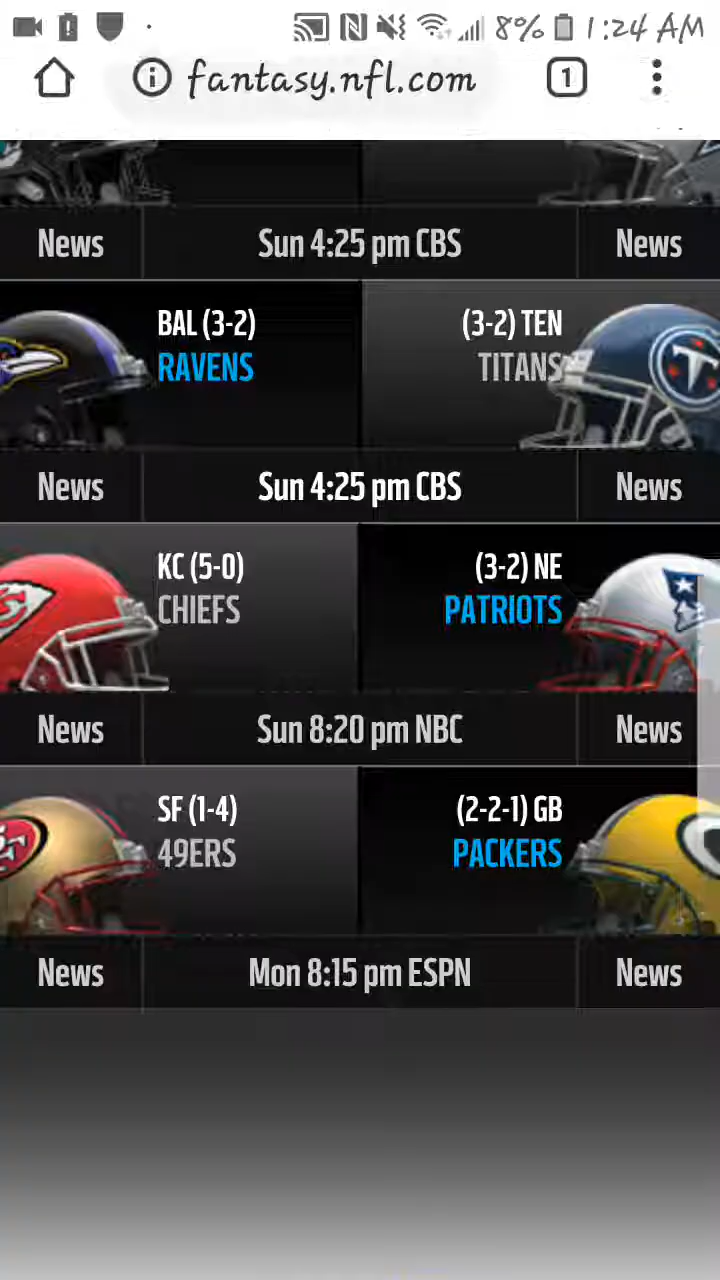 8% 1:24 AM
fantasy.nfl.com 1
News Sun 4:25 pm CBS News
BAL (3-2) (3-2) TEN
RAVENS TITANS
News Sun 4:25 pm CBS News
KC (5-0) (3-2) NE
CHIEFS PATRIOTS
News Sun 8:20 pm NBC News
SF (1-4) (2-2-1) GB
49ERS PACKERS
News Mon 8:15 pm ESPN News